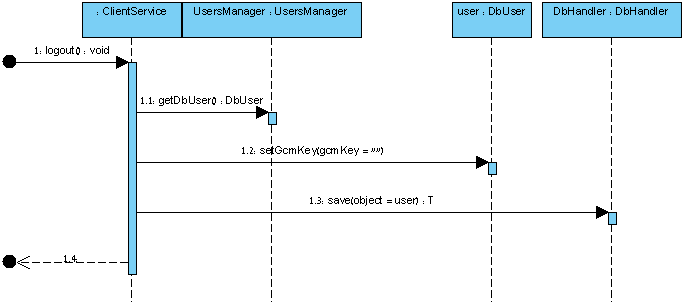 : ClientService
UsersManager : UsersManager
user : DbUser
DbHandler : DbHandler
1: logout() : void
1.1: getDbUser() : DbUser
1.2: setGcmKey(gcmKey = "")
1.3: save(object = user) : T
1.4: